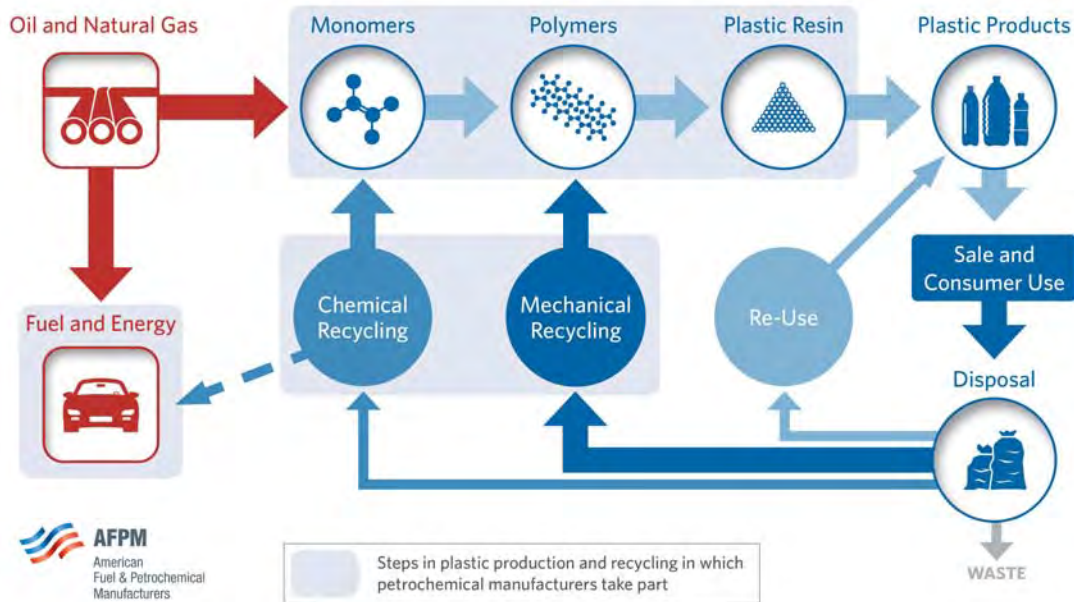 Oil and Natural Gas
Monomers
Polymers
Plastic Resin
Plastic Products
Fuel and Energy
Chemical
Recycling
Mechanical
Recycling
Re-Use
Sale and
Consumer Use
Disposal
WASTE
AFPM
American
Fuel & Petrochemical
Manufacturers
Steps in plastic production and recycling in which
petrochemical manufacturers take part